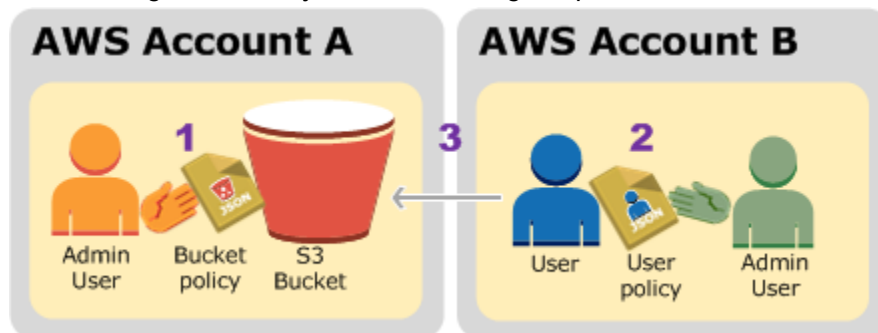 AWS Account A
AWS Account B
1
3
2
JSON
JSON
Admin
User
Bucket
policy
S3
Bucket
User
User
policy
Admin
User